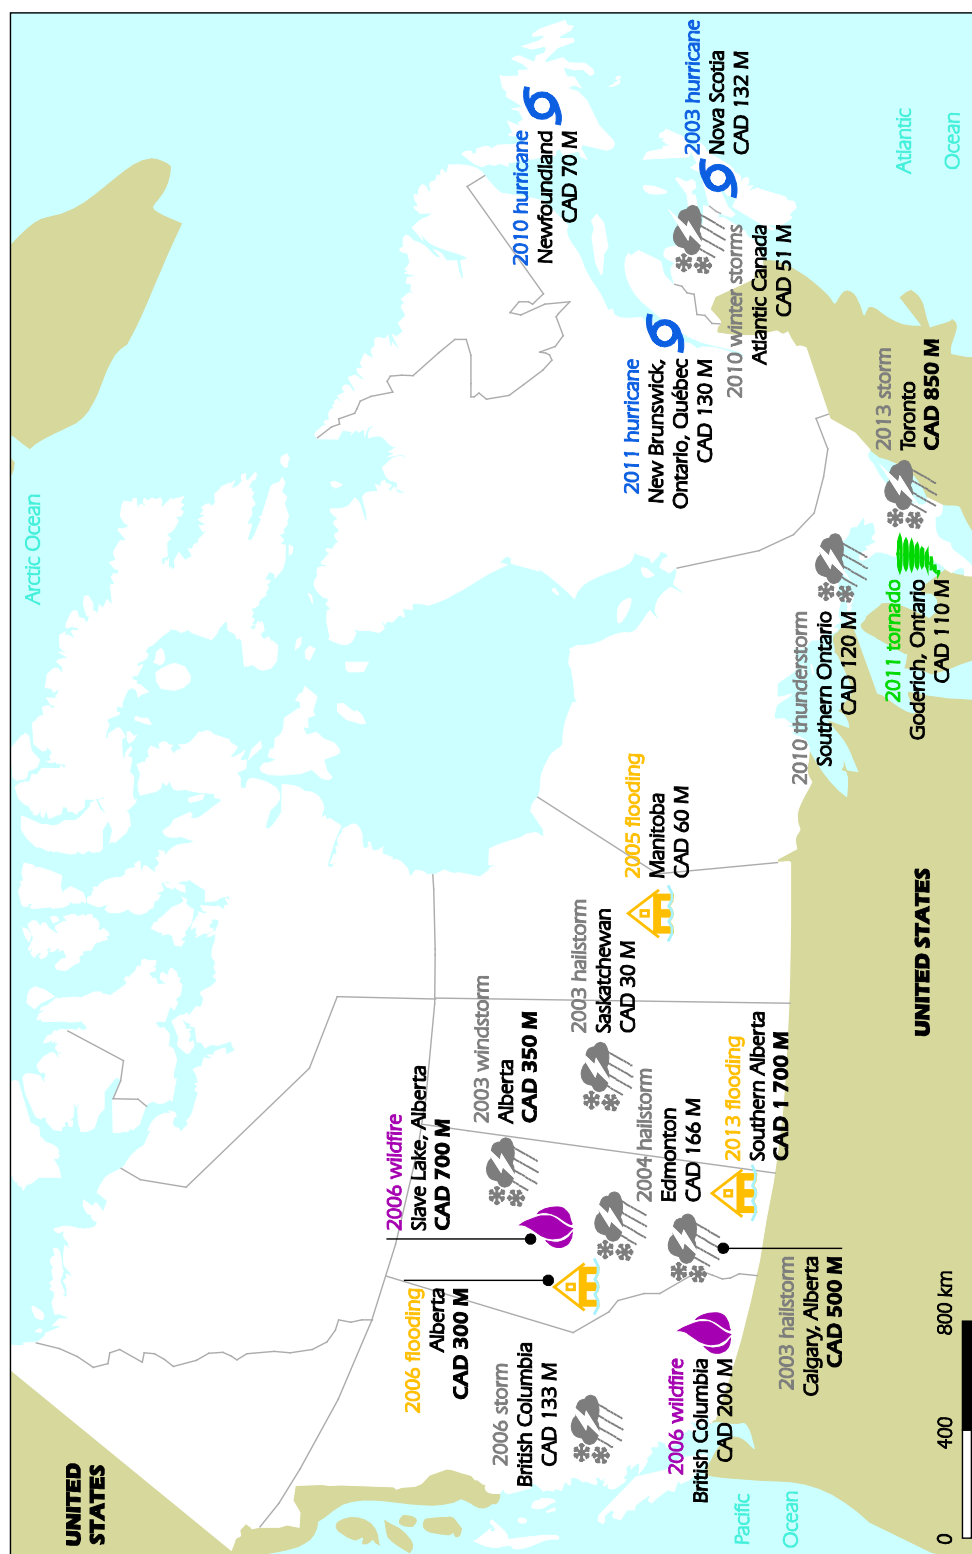 UNITED
STATES
Arctic Ocean
2006 flooding
Alberta
CAD 300 M
2006 wildfire
Slave Lake, Alberta
CAD 700 M
2003 windstorm
Alberta
CAD 350 M
2006 storm
British Columbia
CAD 133 M
2003 hailstorm
Saskatchewan
CAD 30 M
2005 flooding
Manitoba
CAD 60 M
2004 hailstorm
Edmonton
CAD 166 M
2013 flooding
Southern Alberta
CAD 1 700 M
2006 wildfire
British Columbia
CAD 200 M
2003 hailstorm
Calgary, Alberta
CAD 500 M
2010 hurricane
Newfoundland
CAD 70 M
2003 hurricane
Nova Scotia
CAD 132 M
2011 hurricane
New Brunswick,
Ontario, Québec
CAD 130 M
2010 winter storms
Atlantic Canada
CAD 51 M
2010 thunderstorm
Southern Ontario
CAD 120 M
2013 storm
Toronto
CAD 850 M
2011 tornado
Goderich, Ontario
CAD 110 M
Pacific
Ocean
Atlantic
Ocean
UNITED STATES
0 400 800 km